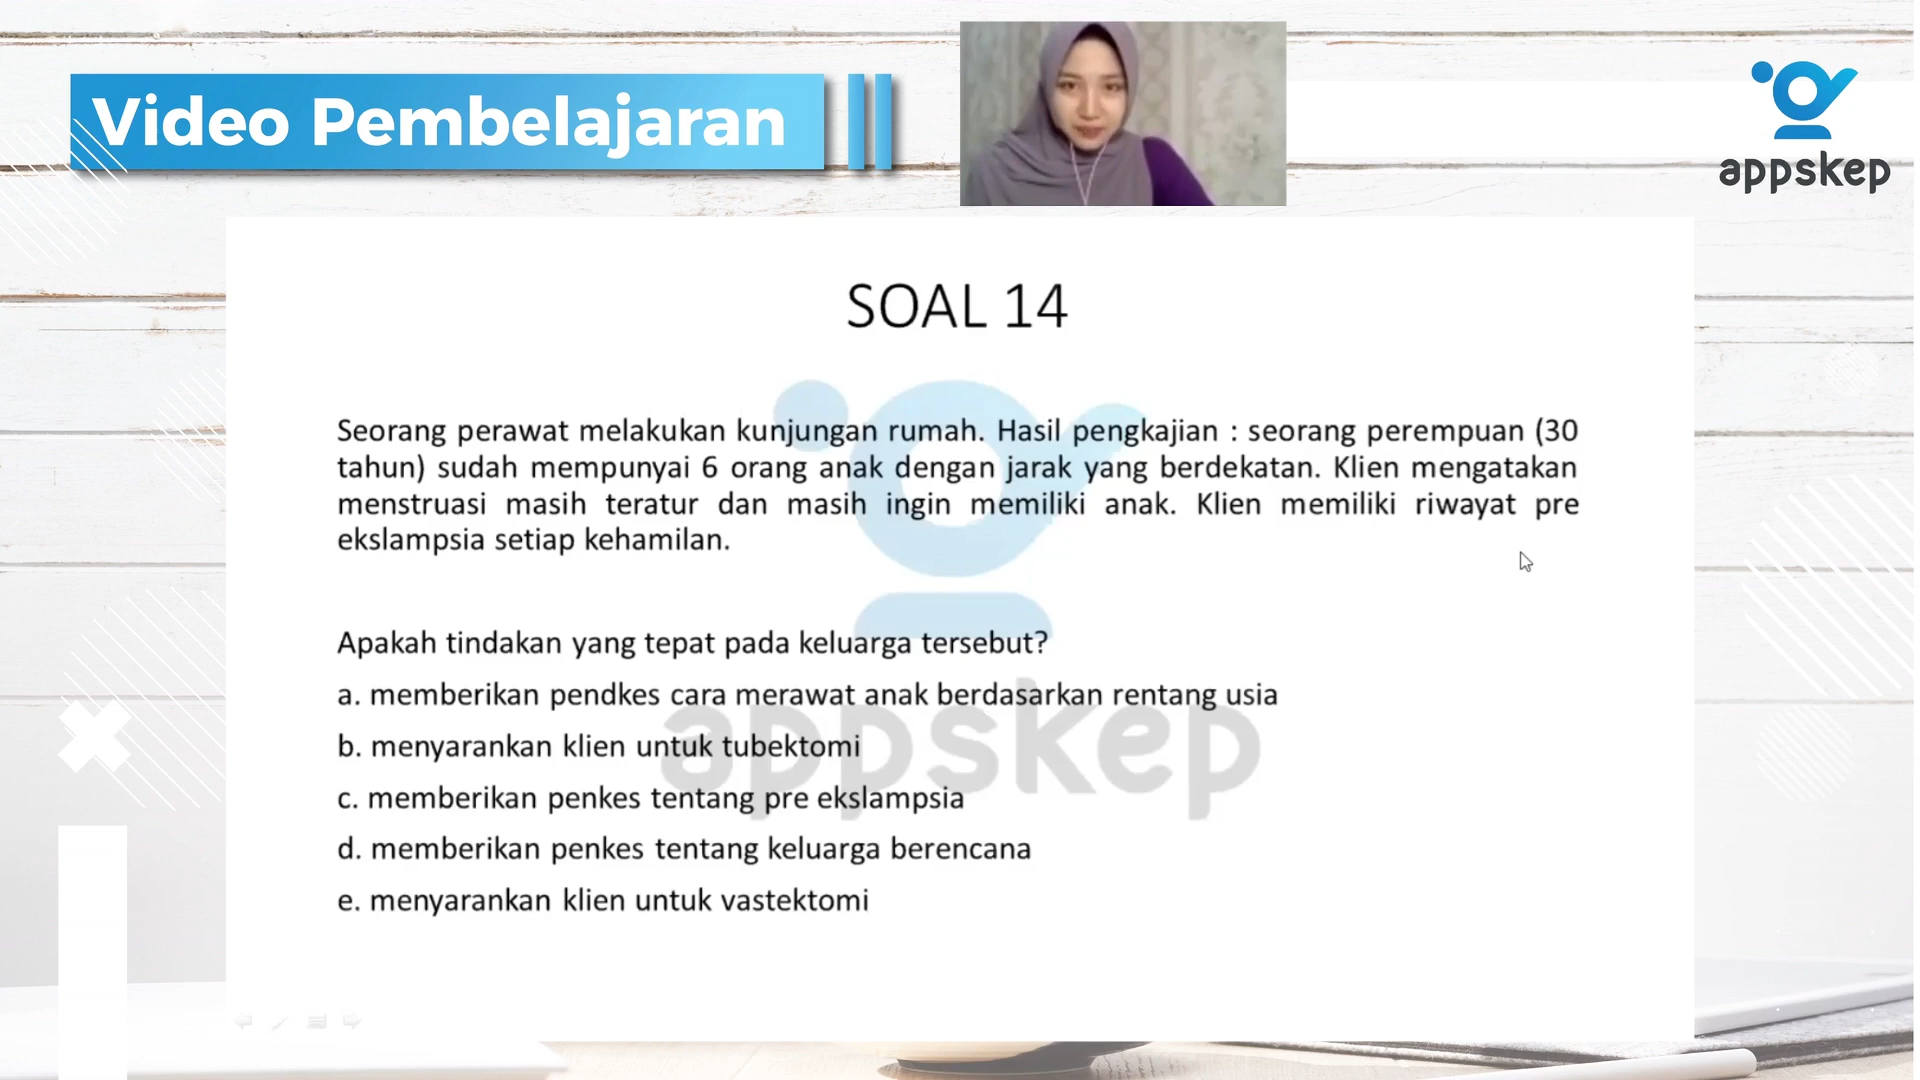 Video Pembelajaran
appskep
SOAL 14
Seorang perawat melakukan kunjungan rumah. Hasil pengkajian : seorang perempuan (30
tahun) sudah mempunyai 6 orang anak dengan jarak yang berdekatan. Klien mengatakan
menstruasi masih teratur dan masih ingin memiliki anak. Klien memiliki riwayat pre
ekslampsia setiap kehamilan.
Apakah tindakan yang tepat pada keluarga tersebut?
a. memberikan pendkes cara merawat anak berdasarkan rentang usia
b. menyarankan klien untuk tubektomi
c. memberikan penkes tentang pre ekslampsia
d. memberikan penkes tentang keluarga berencana
e. menyarankan klien untuk vastektomi
appskep